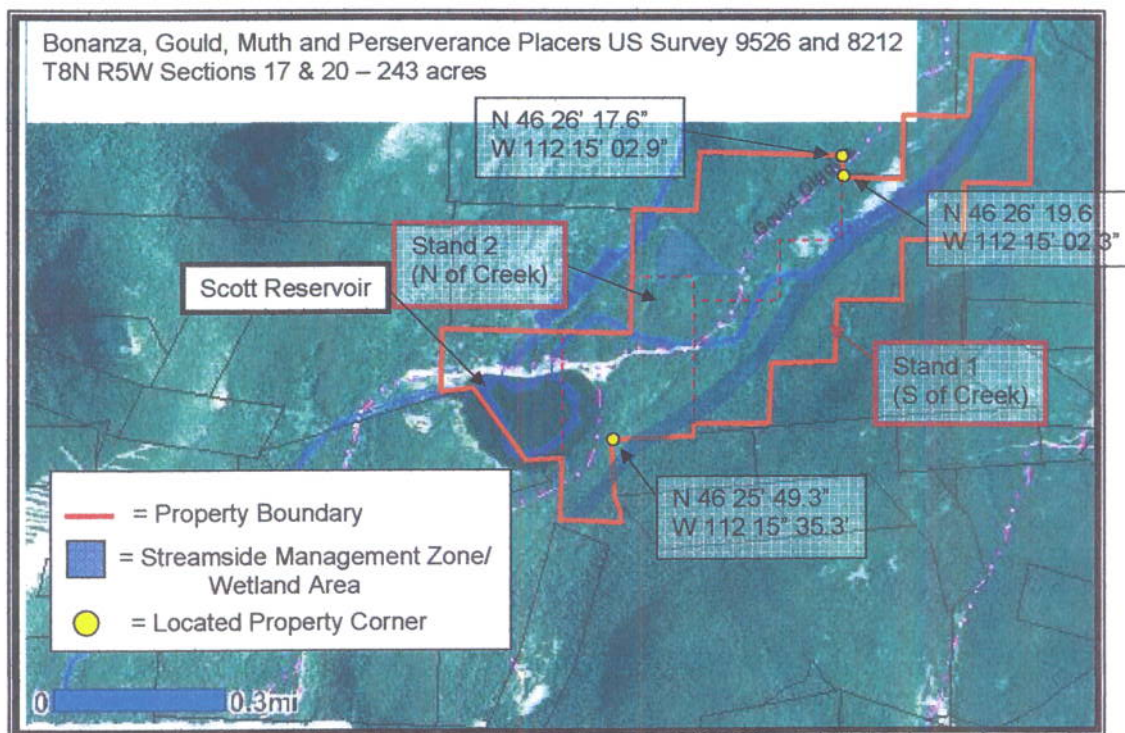 Bonanza, Gould, Muth and Perserverance Placers US Survey 9526 and 8212
T8N R5W Sections 17 & 20 – 243 acres
N 46 26' 17.6"
W 112 15' 02.9"
Gould
N 46 26' 19.6
W 112 15' 02.3"
Stand 2
(N of Creek)
Scott Reservoir
Stand 1
(S of Creek)
N 46 25' 49.3"
W 112 15" 35.3'
= Property Boundary
= Streamside Management Zone/
Wetland Area
= Located Property Corner
0 0.3mi